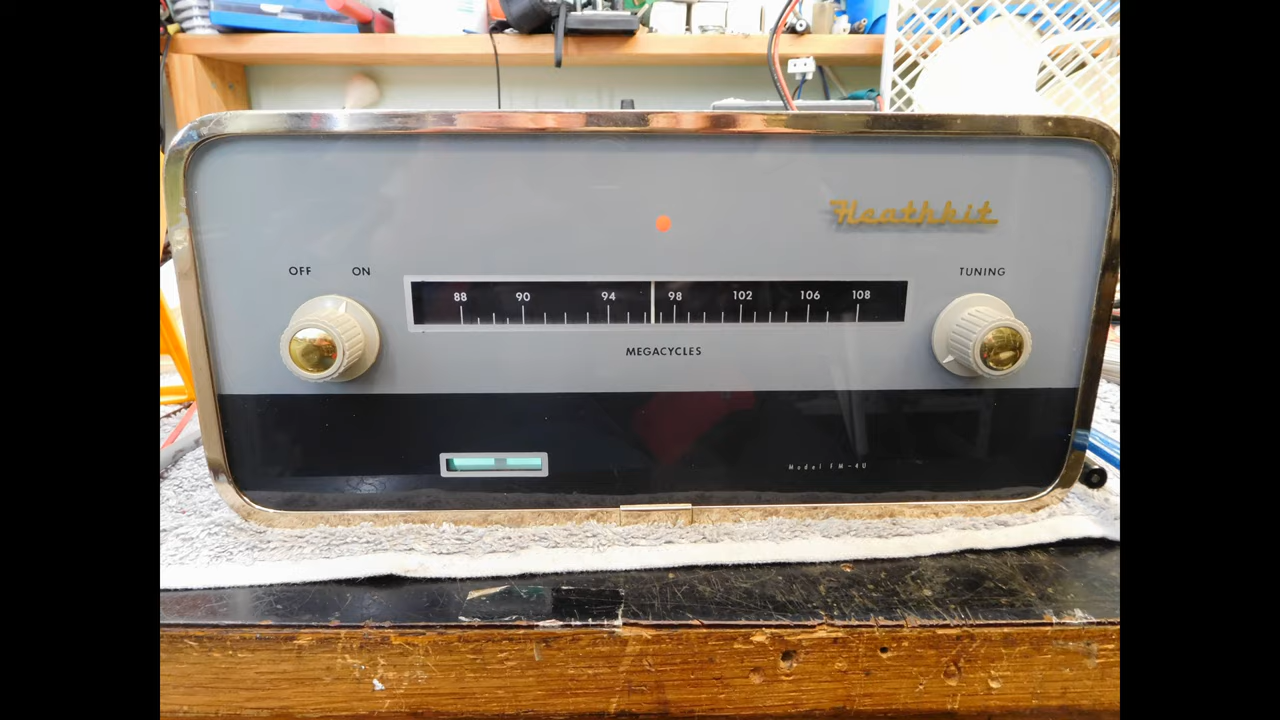 Heathkit
OFF ON
TUNING
88 90 94 98 102 106 108
MEGACYCLES
Model FM-4U